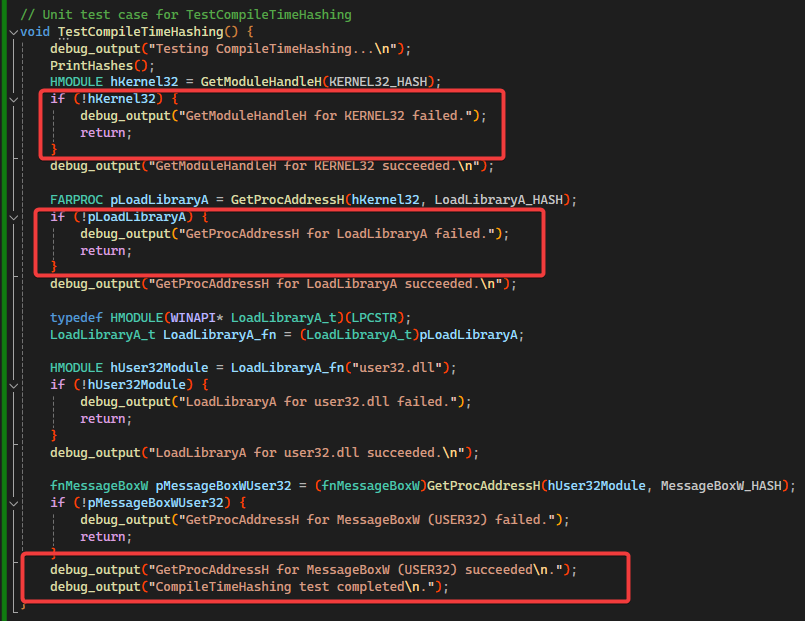 // Unit test case for TestCompileTimeHashing
void TestCompileTimeHashing() {
debug_output("Testing CompileTimeHashing...\n");
PrintHashes();
HMODULE hKernel32 = GetModuleHandleH(KERNEL32_HASH);
if (!hKernel32) {
debug_output("GetModuleHandleH for KERNEL32 failed.");
return;
}
debug_output("GetModuleHandleH for KERNEL32 succeeded.\n");
FARPROC pLoadLibraryA = GetProcAddressH(hKernel32, LoadLibraryA_HASH);
if (!pLoadLibraryA) {
debug_output("GetProcAddressH for LoadLibraryA failed.");
return;
}
debug_output("GetProcAddressH for LoadLibraryA succeeded.\n");
typedef HMODULE(WINAPI* LoadLibraryA_t)(LPCSTR);
LoadLibraryA_t LoadLibraryA_fn = (LoadLibraryA_t)pLoadLibraryA;
HMODULE hUser32Module = LoadLibraryA_fn("user32.dll");
if (!hUser32Module) {
debug_output("LoadLibraryA for user32.dll failed.");
return;
}
debug_output("LoadLibraryA for user32.dll succeeded.\n");
fnMessageBoxW pMessageBoxWUser32 = (fnMessageBoxW)GetProcAddressH(hUser32Module, MessageBoxW_HASH);
if (!pMessageBoxWUser32) {
debug_output("GetProcAddressH for MessageBoxW (USER32) failed.");
return;
}
debug_output("GetProcAddressH for MessageBoxW (USER32) succeeded\n.");
debug_output("CompileTimeHashing test completed\n.");
}